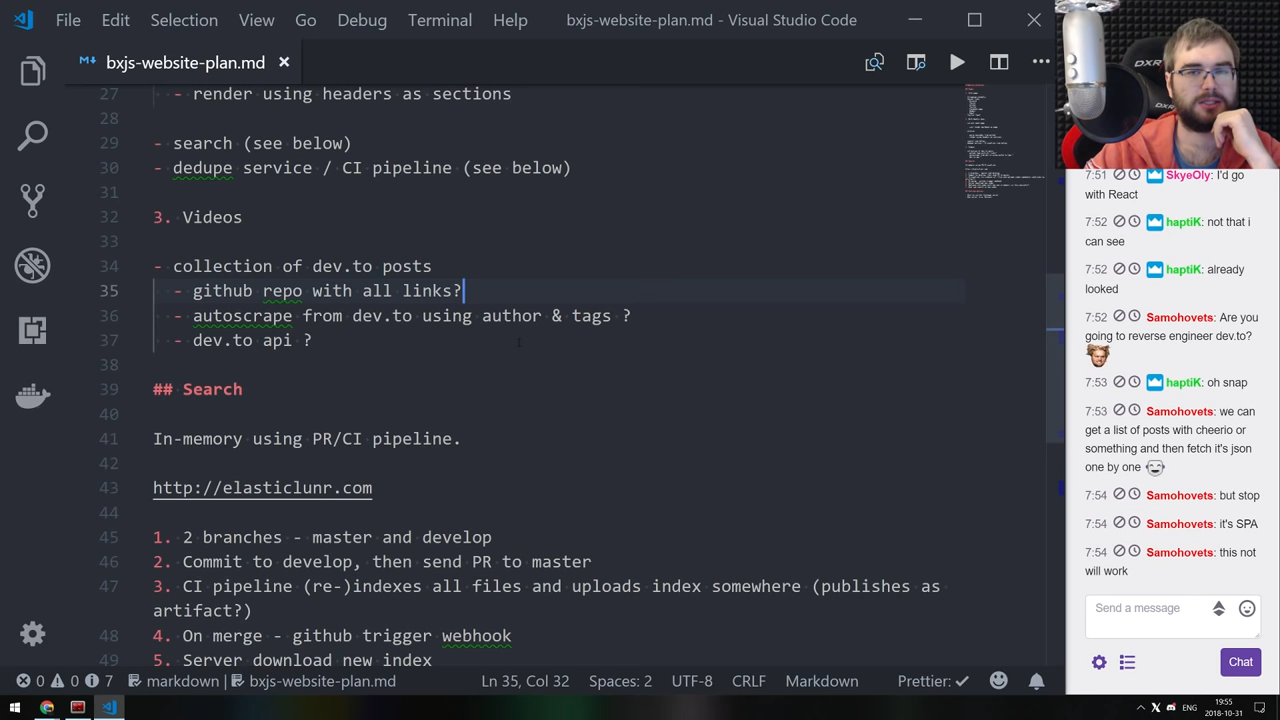 File Edit Selection View Go Debug Terminal Help bxjs-website-plan.md - Visual Studio Code
bxjs-website-plan.md
27 - render using headers as sections
28
29 - search (see below)
30 - dedupe service / CI pipeline (see below)
31
32 3. Videos
33
34 - collection of dev.to posts
35 - github repo with all links?
36 - autoscrape from dev.to using author & tags ?
37 - dev.to api ?
38
39 ## Search
40
41 In-memory using PR/CI pipeline.
42
43 http://elasticlunr.com
44
45 1. 2 branches - master and develop
46 2. Commit to develop, then send PR to master
47 3. CI pipeline (re-)indexes all files and uploads index somewhere (publishes as
artifact?)
48 4. On merge - github trigger webhook
49 5. Server download new index
0 0 7 markdown bxjs-website-plan.md Ln 35, Col 32 Spaces: 2 UTF-8 CRLF Markdown Prettier: ✓
DXR
DXR
7:51 SkyeOly: I'd go
with React
7:52 haptiK: not that i
can see
7:52 haptiK: already
looked
7:52 Samohovets: Are you
going to reverse engineer dev.to?
7:53 haptiK: oh snap
7:53 Samohovets: we can
get a list of posts with cheerio or
something and then fetch it's json
one by one
7:54 Samohovets: but stop
7:54 Samohovets: it's SPA
7:54 Samohovets: this not
will work
Send a message
Chat
ENG
19:55
2018-10-31